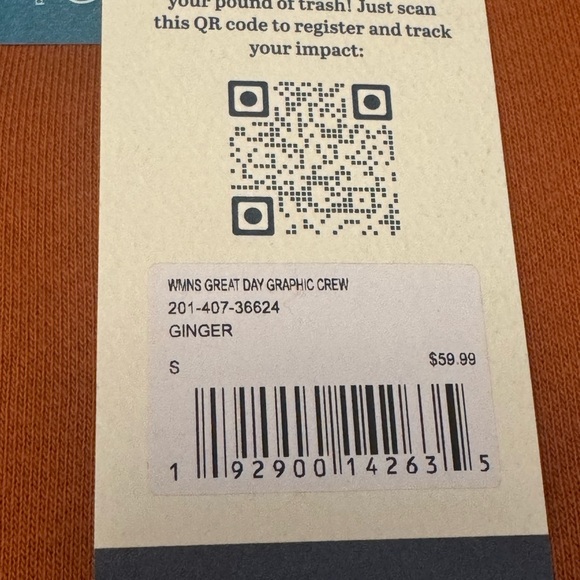 your pound of trash! Just scan
this QR code to register and track
your impact:
WMNS GREAT DAY GRAPHIC CREW
201-407-36624
GINGER
S
$59.99
1 92900 14263 5